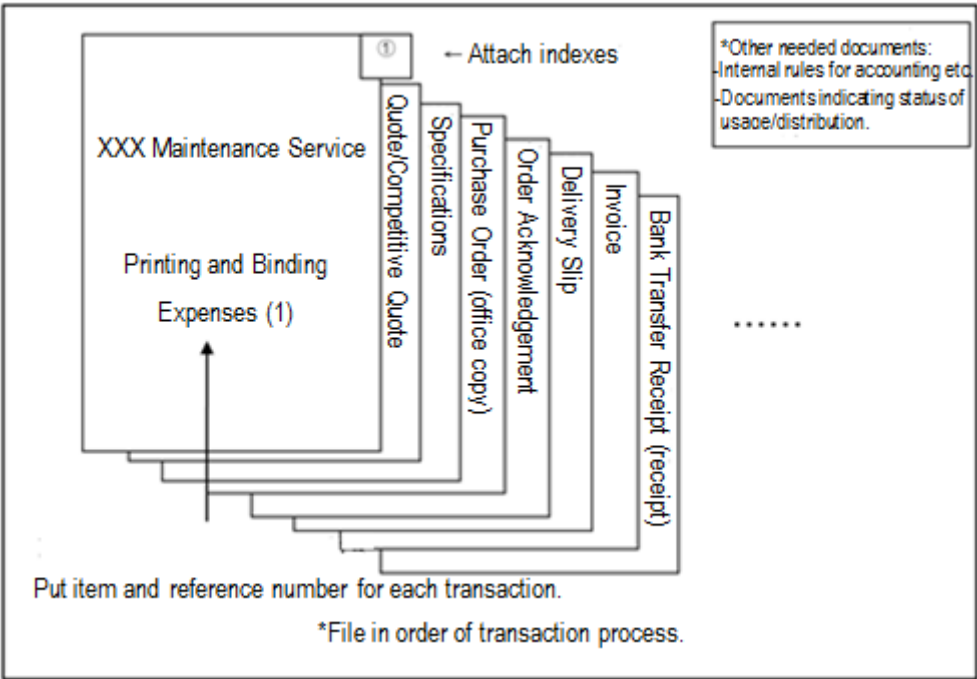 ①
← Attach indexes
*Other needed documents:
-Internal rules for accounting etc.
-Documents indicating status of
usage/distribution.
XXX Maintenance Service
Printing and Binding
Expenses (1)
Quote/Competitive Quote
Specifications
Purchase Order (office copy)
Order Acknowledgement
Delivery Slip
Invoice
Bank Transfer Receipt (receipt)
......
Put item and reference number for each transaction.
*File in order of transaction process.